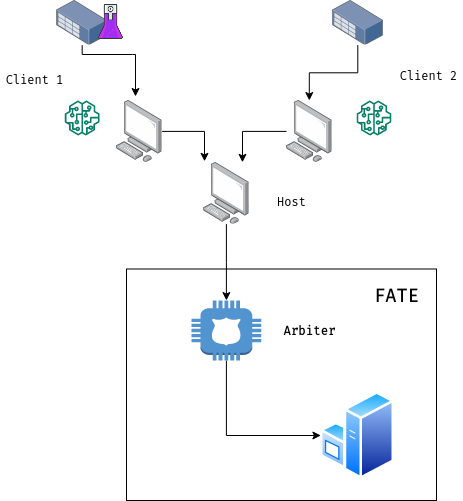 Client 1
Client 2
Host
FATE
Arbiter